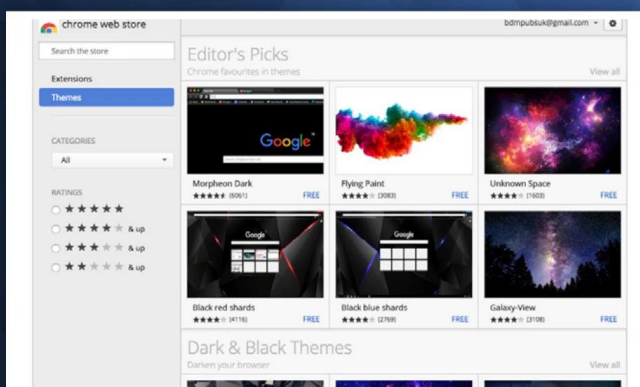 chrome web store
bdmpubsuk@gmail.com
Search the store
Extensions
Themes
CATEGORIES
All
RATINGS
& up
& up
& up
Editor's Picks
Chrome favourites in themes
View all
Google
Morpheon Dark
(6061) FREE
Flying Paint
(3083) FREE
Unknown Space
(1603) FREE
Google
Black red shards
(4116) FREE
Google
Black blue shards
(2769) FREE
Galaxy-View
(3108) FREE
Dark & Black Themes
Darken your browser
View all